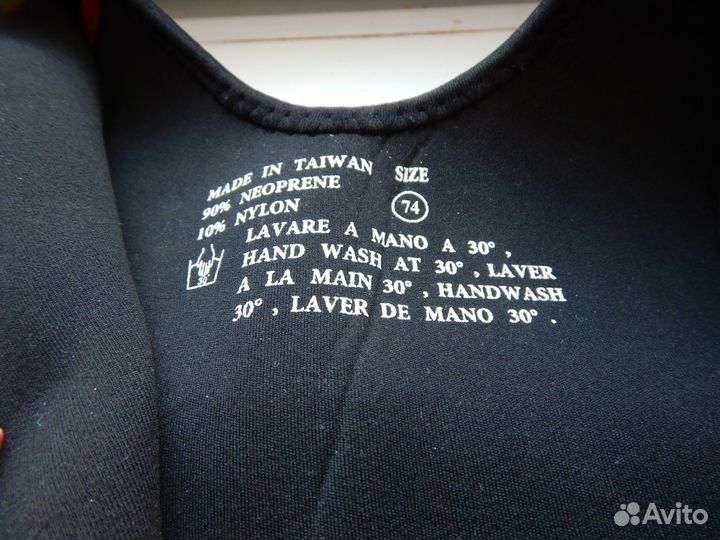 MADE IN TAIWAN SIZE
90% NEOPRENE
10% NYLON
74
LAVARE A MANO A 30° ,
HAND WASH AT 30° , LAVER
A LA MAIN 30° , HANDWASH
30° , LAVER DE MANO 30° .
30
Avito